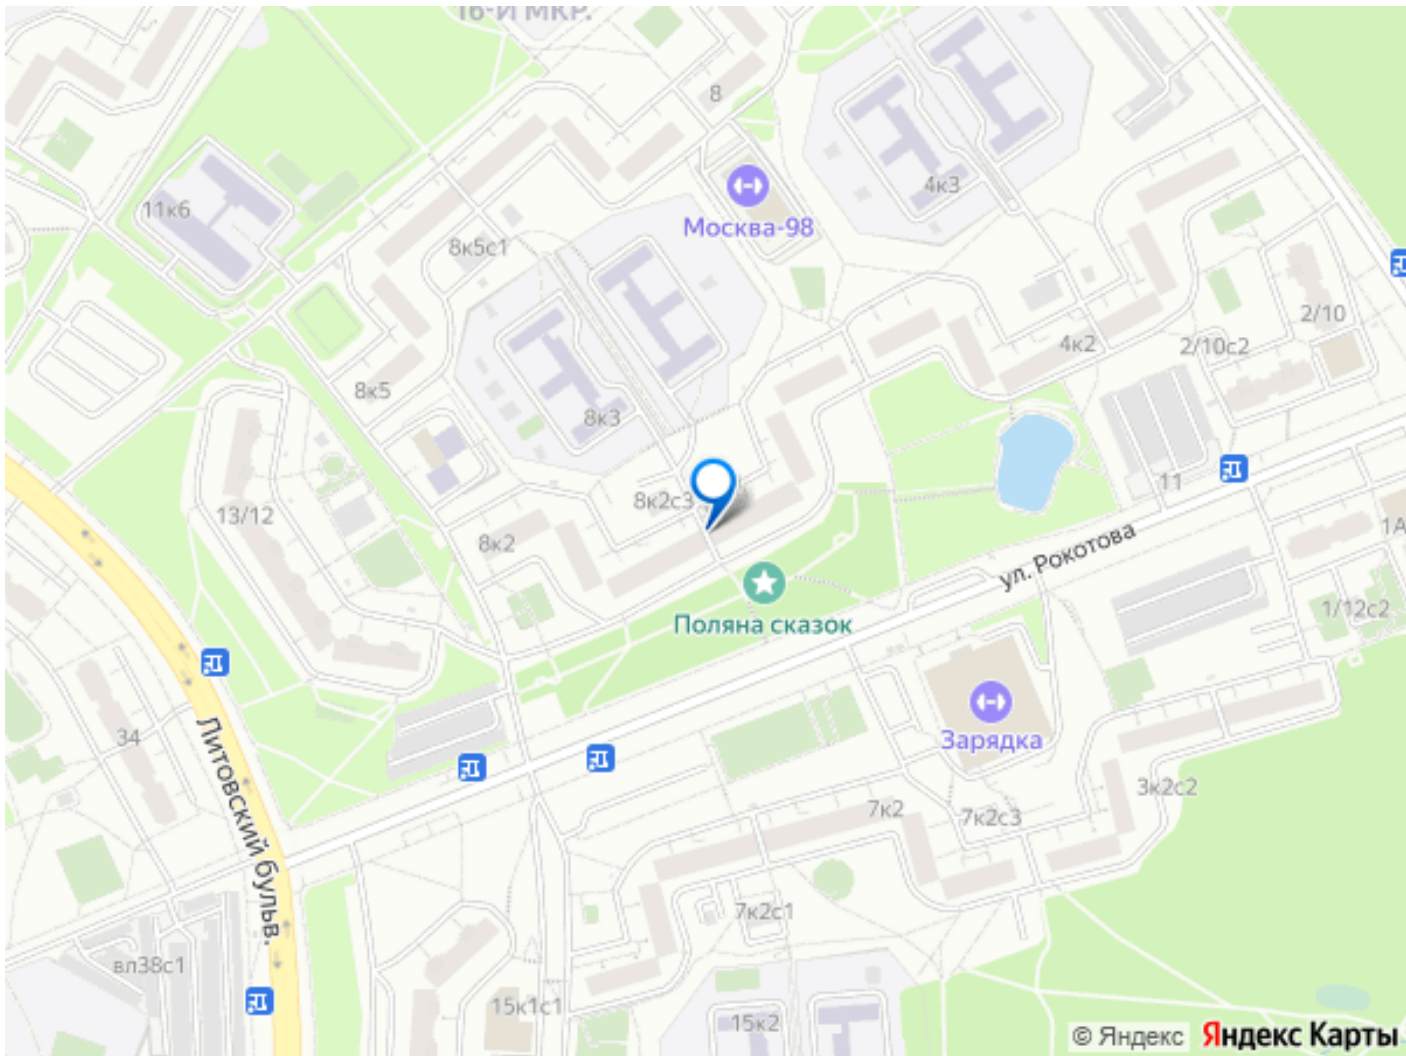 16-Й МКР.
8
4к3
Москва-98
11к6
8к5с1
2/10
4к2
2/10с2
8к5
8к3
11
8к2с3
13/12
8к2
1А
ул. Рокотова
Поляна сказок
1/12с2
34
Литовский бульв.
Зарядка
3к2с2
7к2
7к2с3
7к2с1
вл38с1
15к1с1
15к2
© Яндекс Яндекс Карты